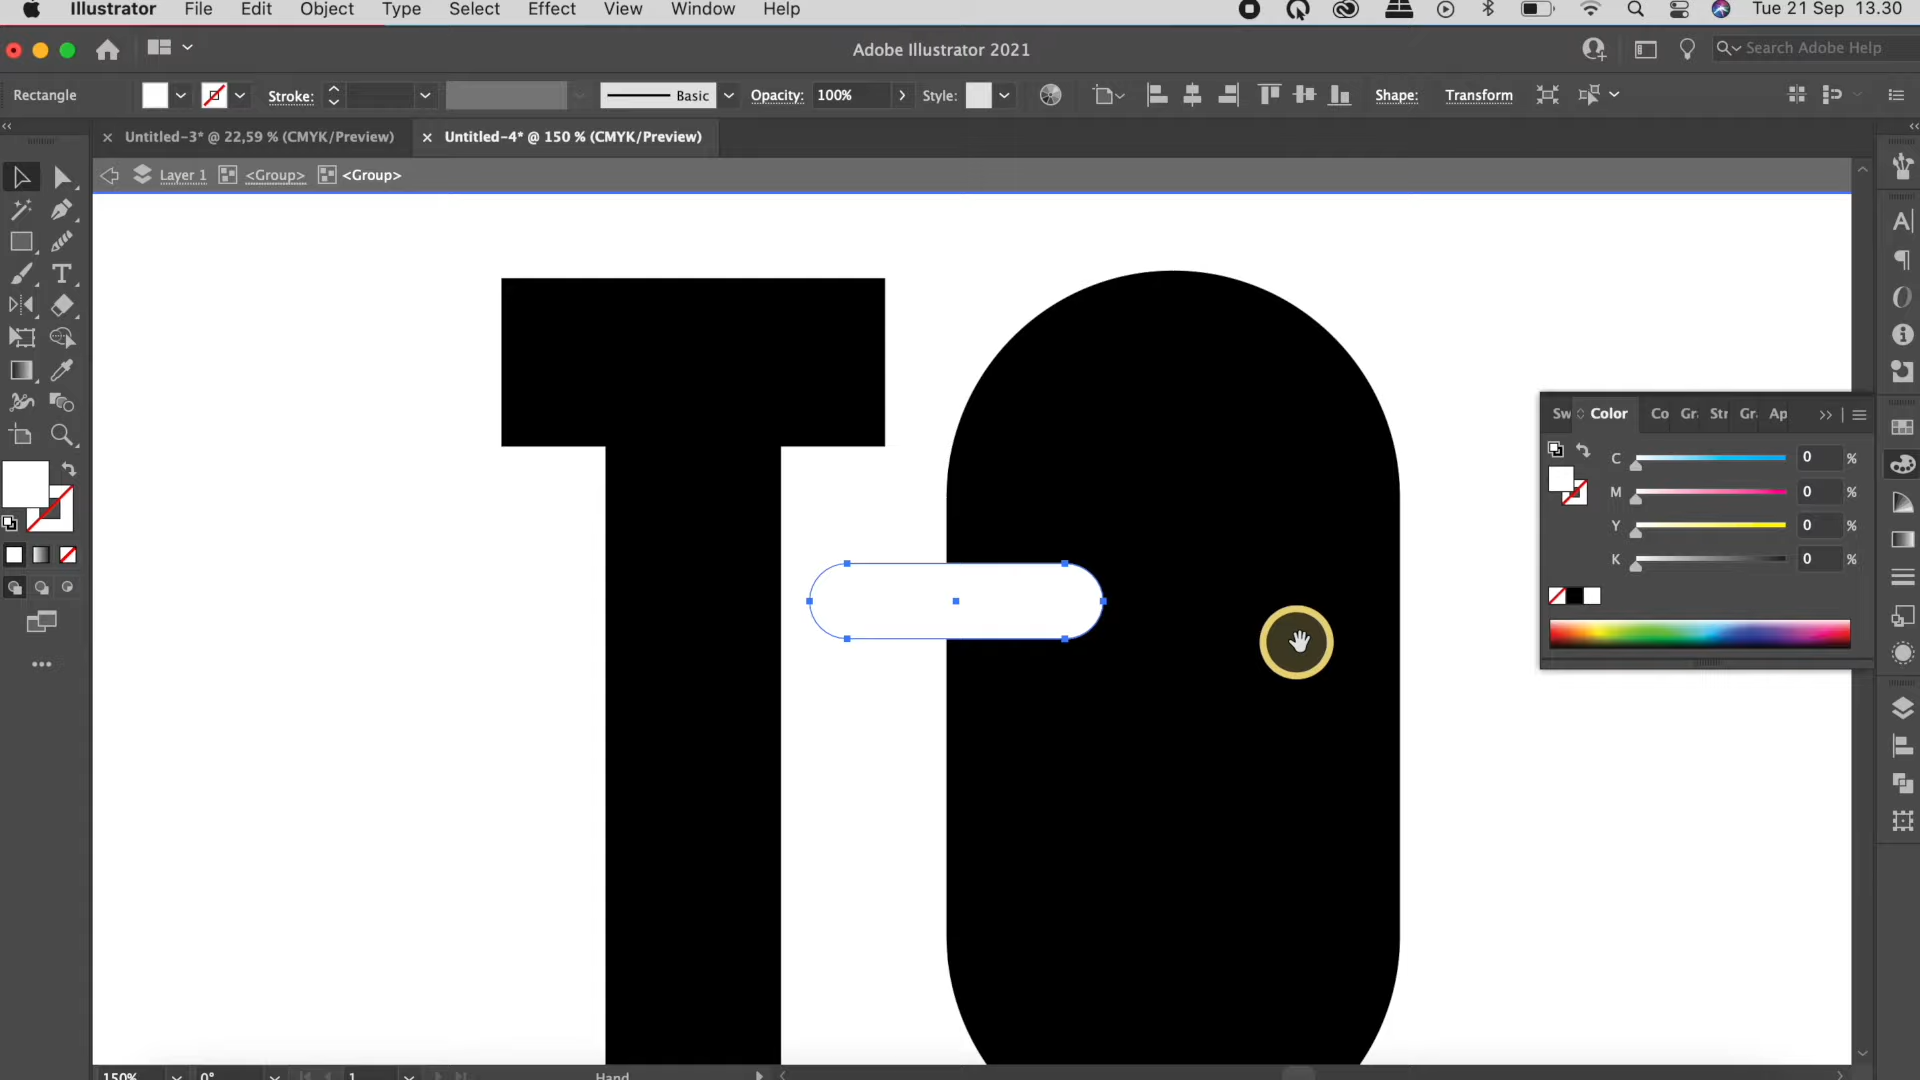 Illustrator File Edit Object Type Select Effect View Window Help Tue 21 Sep 13.30
Adobe Illustrator 2021 Search Adobe Help
Rectangle Stroke: Basic Opacity: 100% Style: Shape: Transform
Untitled-3* @ 22,59 % (CMYK/Preview) Untitled-4* @ 150 % (CMYK/Preview)
Layer 1 <Group> <Group>
TO
Sw Color Co Gr. Str Gr. Ap
C 0 %
M 0 %
Y 0 %
K 0 %
150% 0° 1 Hand